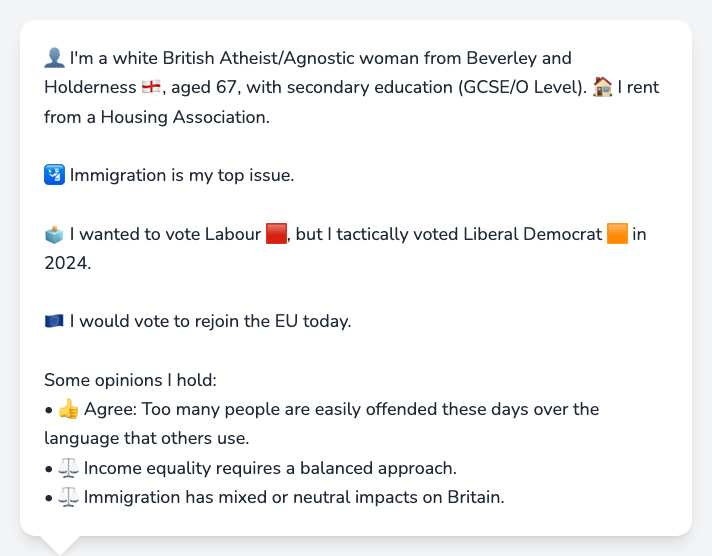 👤 I'm a white British Atheist/Agnostic woman from Beverley and
Holderness 🏴󠁧󠁢󠁥󠁮󠁧󠁿, aged 67, with secondary education (GCSE/O Level). 🏠 I rent
from a Housing Association.
🛂 Immigration is my top issue.
🗳️ I wanted to vote Labour 🟥, but I tactically voted Liberal Democrat 🟧 in
2024.
🇪🇺 I would vote to rejoin the EU today.
Some opinions I hold:
• 👍 Agree: Too many people are easily offended these days over the
language that others use.
• ⚖️ Income equality requires a balanced approach.
• ⚖️ Immigration has mixed or neutral impacts on Britain.